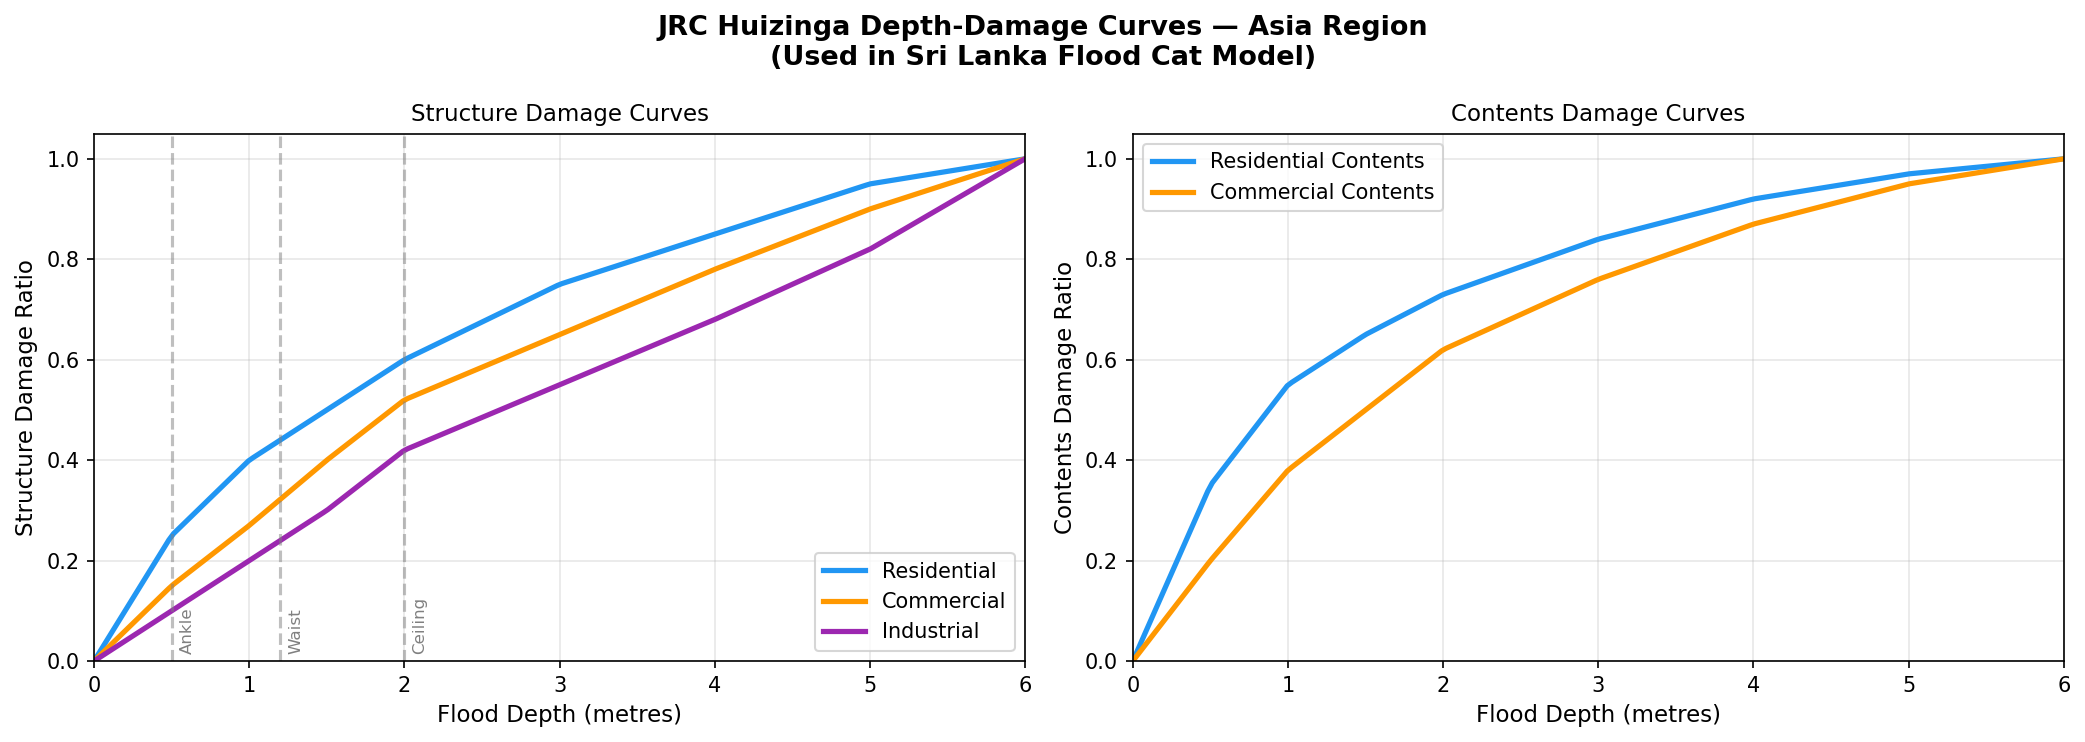 JRC Huizinga Depth-Damage Curves — Asia Region
(Used in Sri Lanka Flood Cat Model)
Structure Damage Curves
Structure Damage Ratio
1.0
0.8
0.6
0.4
0.2
0.0
Ankle
Waist
Ceiling
Residential
Commercial
Industrial
0 1 2 3 4 5 6
Flood Depth (metres)
Contents Damage Curves
Contents Damage Ratio
1.0
0.8
0.6
0.4
0.2
0.0
Residential Contents
Commercial Contents
0 1 2 3 4 5 6
Flood Depth (metres)